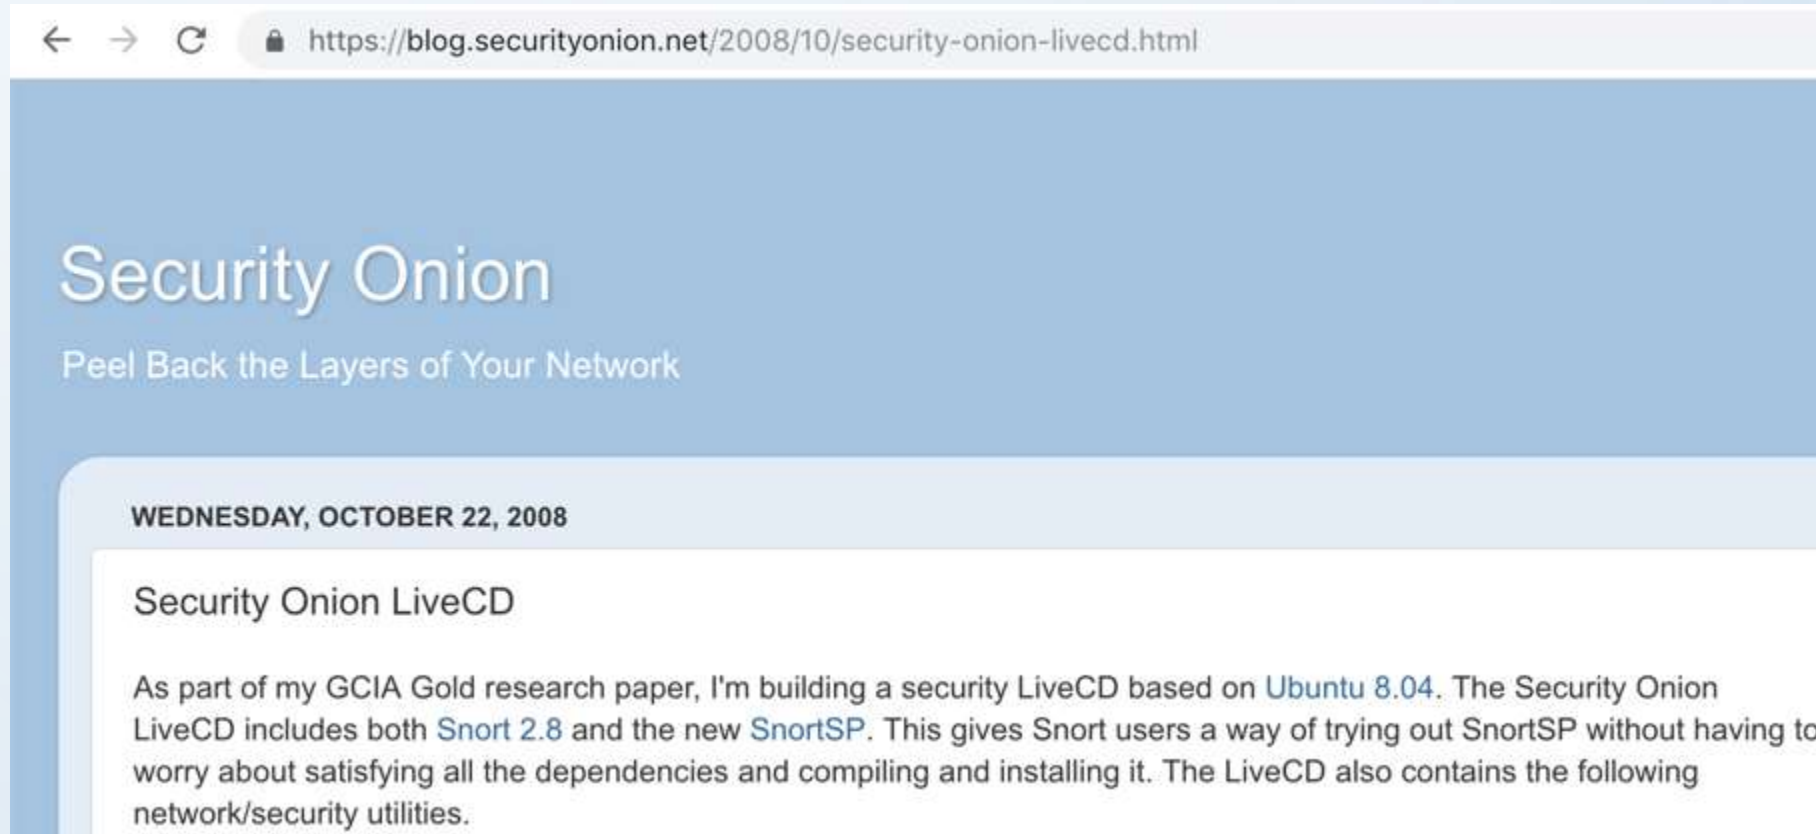 https://blog.securityonion.net/2008/10/security-onion-livecd.html
Security Onion
Peel Back the Layers of Your Network
WEDNESDAY, OCTOBER 22, 2008
Security Onion LiveCD
As part of my GCIA Gold research paper, I'm building a security LiveCD based on Ubuntu 8.04. The Security Onion
LiveCD includes both Snort 2.8 and the new SnortSP. This gives Snort users a way of trying out SnortSP without having to
worry about satisfying all the dependencies and compiling and installing it. The LiveCD also contains the following
network/security utilities.